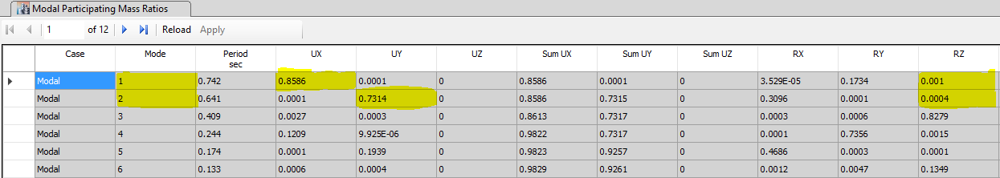 Modal Participating Mass Ratios
1 of 12 Reload Apply
Case Mode Period sec UX UY UZ Sum UX Sum UY Sum UZ RX RY RZ
Modal 1 0.742 0.8586 0.0001 0 0.8586 0.0001 0 3.529E-05 0.1734 0.001
Modal 2 0.641 0.0001 0.7314 0 0.8586 0.7315 0 0.3096 0.0001 0.0004
Modal 3 0.409 0.0027 0.0003 0 0.8613 0.7317 0 0.0003 0.0006 0.8279
Modal 4 0.244 0.1209 9.925E-06 0 0.9822 0.7317 0 0.0001 0.7356 0.0015
Modal 5 0.174 0.0001 0.1939 0 0.9823 0.9257 0 0.4686 0.0003 0.0001
Modal 6 0.133 0.0006 0.0004 0 0.9829 0.9261 0 0.0012 0.0047 0.1349